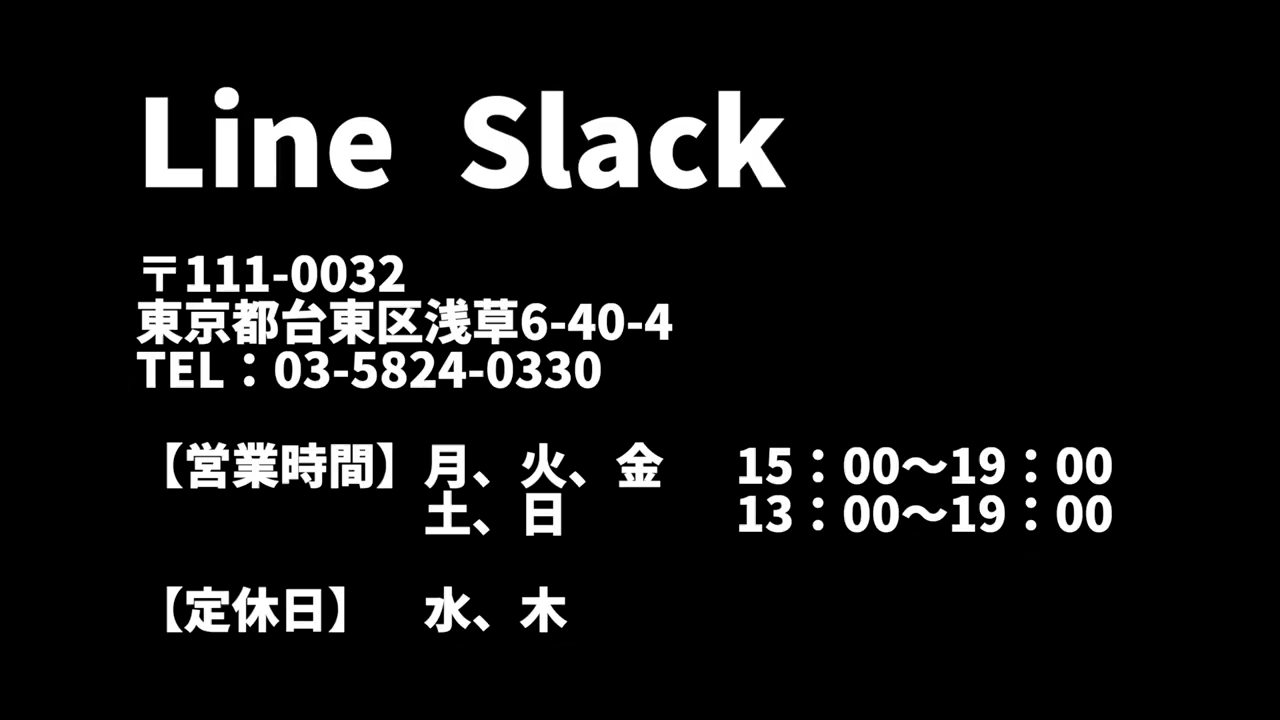 Line Slack
〒111-0032
東京都台東区浅草6-40-4
TEL：03-5824-0330
【営業時間】月、火、金　15：00〜19：00
土、日　13：00〜19：00
【定休日】　水、木